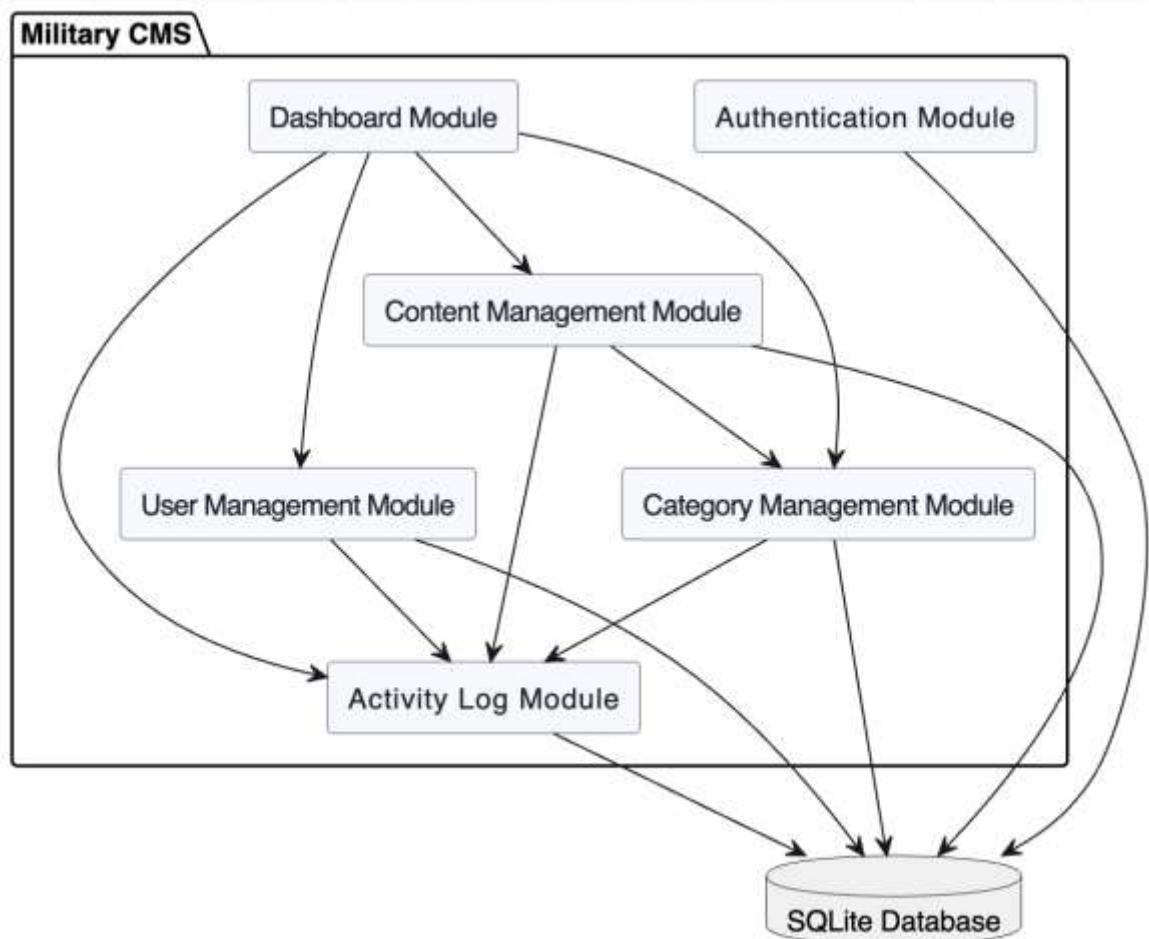 Military CMS
Dashboard Module
Authentication Module
Content Management Module
User Management Module
Category Management Module
Activity Log Module
SQLite Database